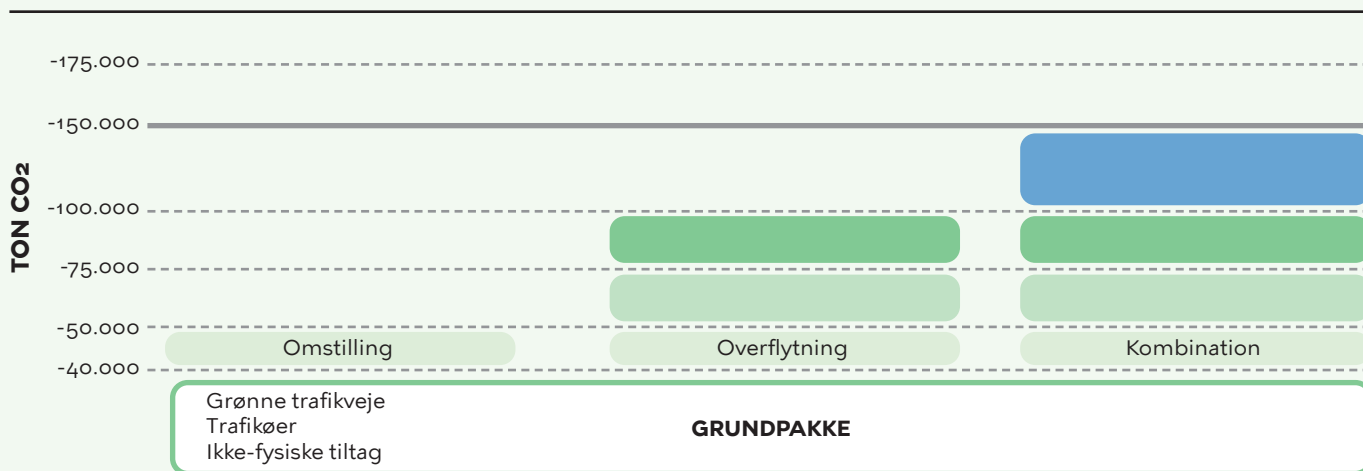 -175.000
-150.000
-100.000
-75.000
-50.000
-40.000
TON CO2
Omstilling
Overflytning
Kombination
Grønne trafikveje
Trafikøer
Ikke-fysiske tiltag
GRUNDPAKKE